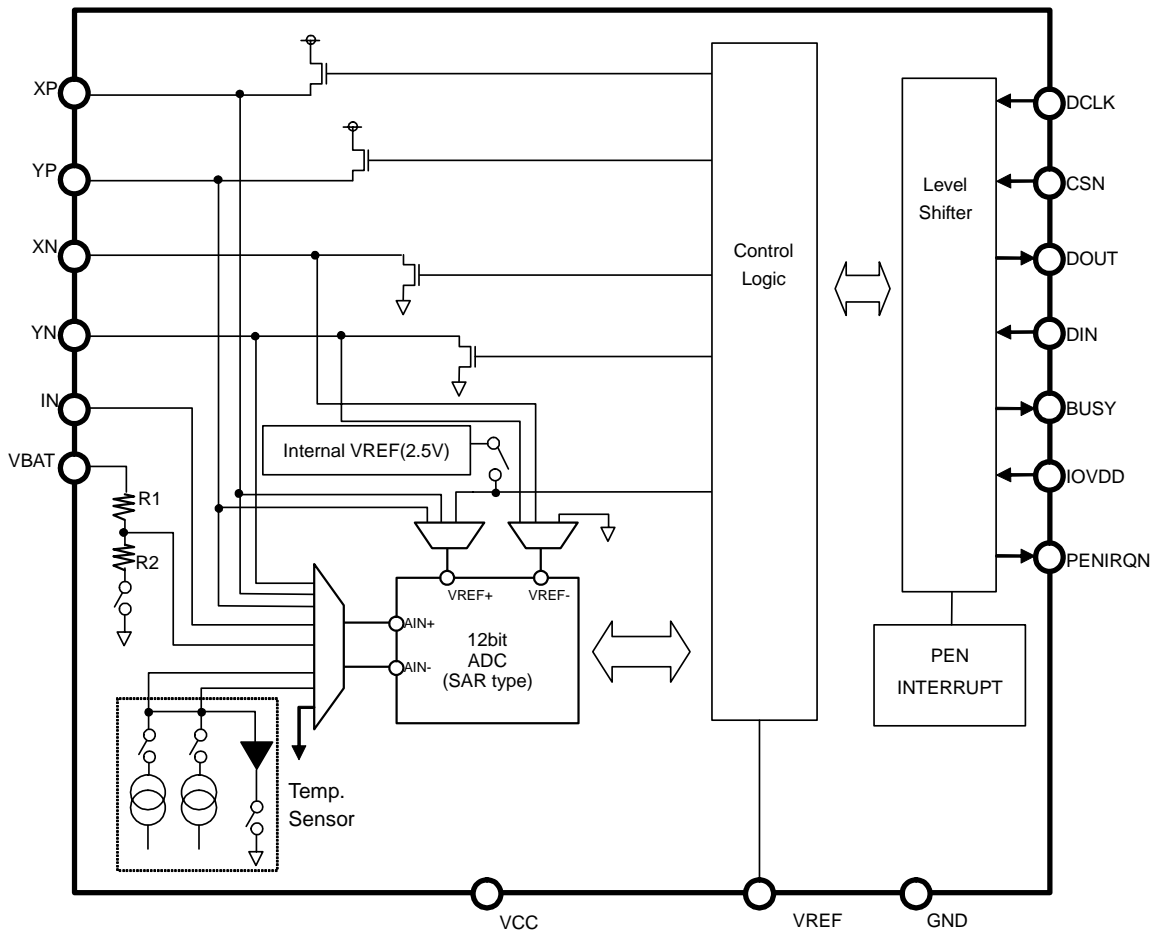 XP
YP
XN
YN
IN
VBAT
R1
R2
Internal VREF(2.5V)
VREF+
VREF-
AIN+
AIN-
12bit
ADC
(SAR type)
Temp.
Sensor
Control
Logic
Level
Shifter
PEN
INTERRUPT
DCLK
CSN
DOUT
DIN
BUSY
IOVDD
PENIRQN
VCC
VREF
GND